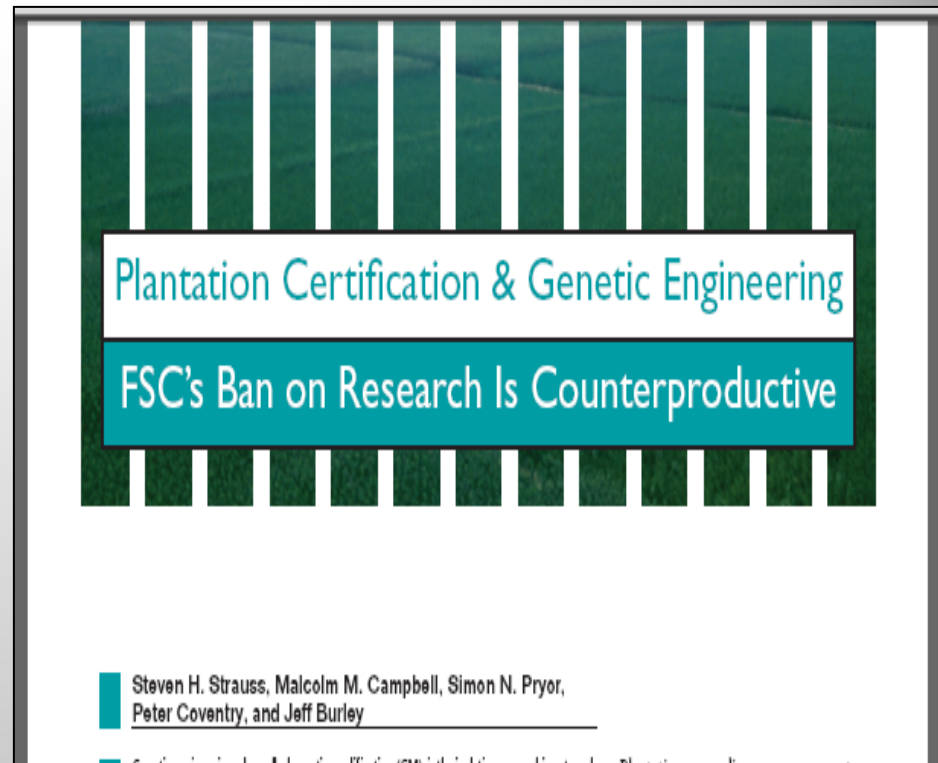 Plantation Certification & Genetic Engineering
FSC's Ban on Research Is Counterproductive
Steven H. Strauss, Malcolm M. Campbell, Simon N. Pryor,
Peter Coventry, and Jeff Burley